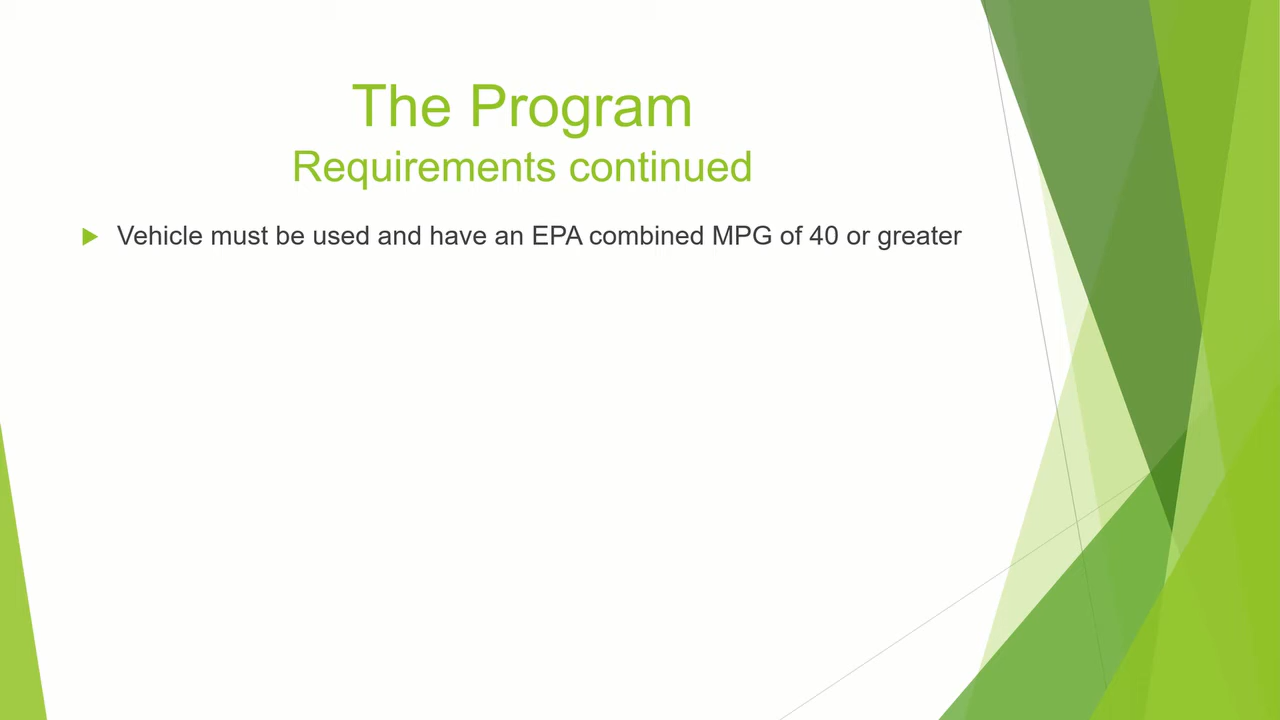 The Program
Requirements continued
Vehicle must be used and have an EPA combined MPG of 40 or greater